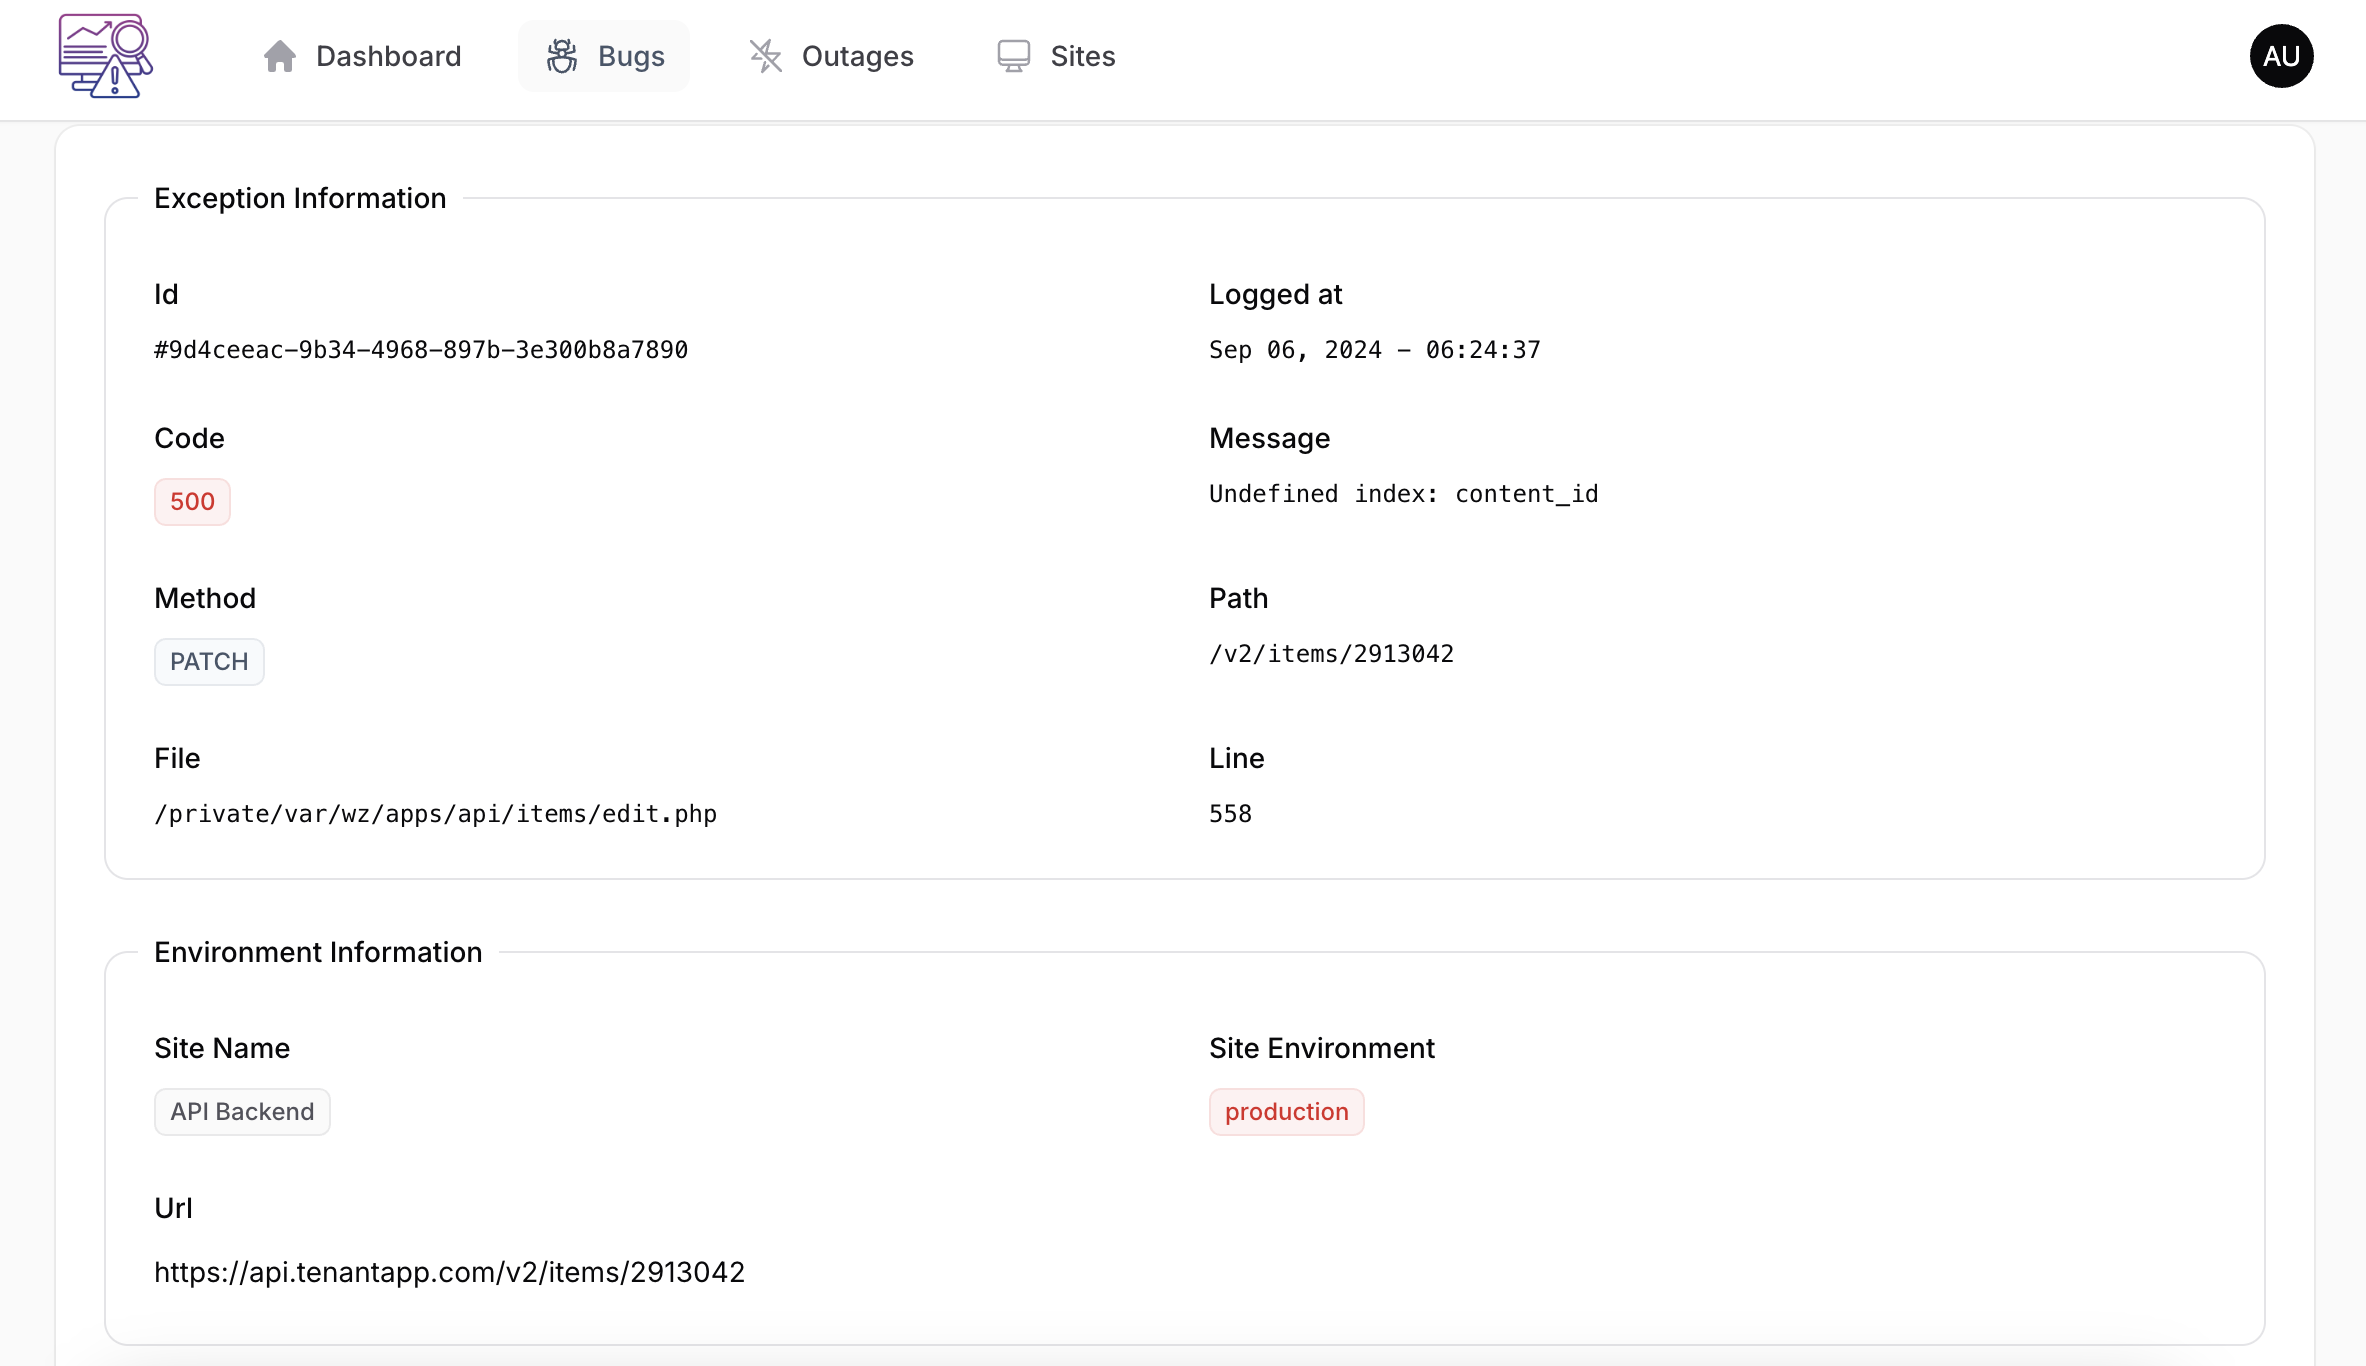 Dashboard
Bugs
Outages
Sites
AU
Exception Information
Id
#9d4ceeac-9b34-4968-897b-3e300b8a7890
Logged at
Sep 06, 2024 - 06:24:37
Code
500
Message
Undefined index: content_id
Method
PATCH
Path
/v2/items/2913042
File
/private/var/wz/apps/api/items/edit.php
Line
558
Environment Information
Site Name
API Backend
Site Environment
production
Url
https://api.tenantapp.com/v2/items/2913042